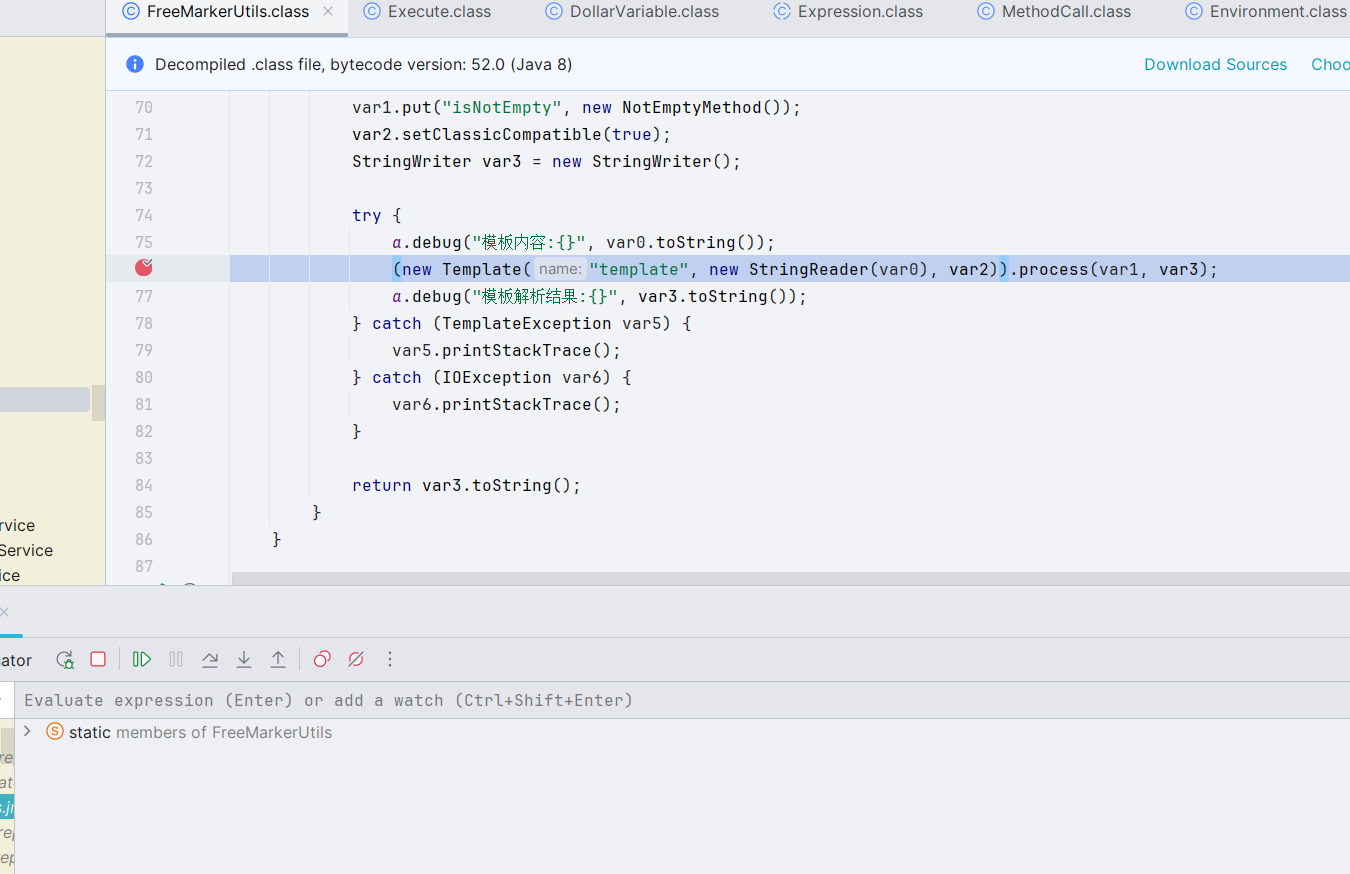 FreeMarkerUtils.class × Execute.class DollarVariable.class Expression.class MethodCall.class Environment.class
Decompiled .class file, bytecode version: 52.0 (Java 8) Download Sources Choo
70 var1.put("isNotEmpty", new NotEmptyMethod());
71 var2.setClassicCompatible(true);
72 StringWriter var3 = new StringWriter();
73
74 try {
75 a.debug("模板内容:{}", var0.toString());
(new Template( name: "template", new StringReader(var0), var2)).process(var1, var3);
77 a.debug("模板解析结果:{}", var3.toString());
78 } catch (TemplateException var5) {
79 var5.printStackTrace();
80 } catch (IOException var6) {
81 var6.printStackTrace();
82 }
83
84 return var3.toString();
85 }
86 }
87
rvice
Service
ice
ator
Evaluate expression (Enter) or add a watch (Ctrl+Shift+Enter)
S static members of FreeMarkerUtils
re
at
s.jr
rep
rep